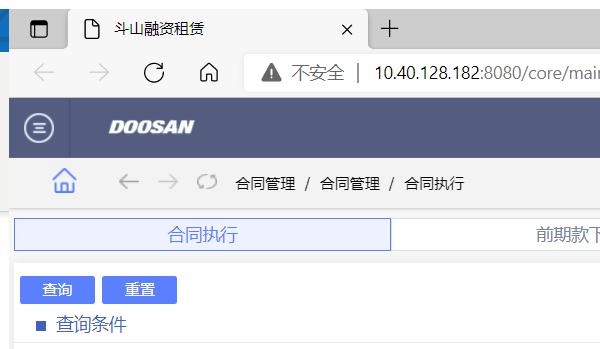 斗山融资租赁
不安全 | 10.40.128.182:8080/core/mai
DOOSAN
合同管理 / 合同管理 / 合同执行
合同执行 前期款下
查询 重置
查询条件